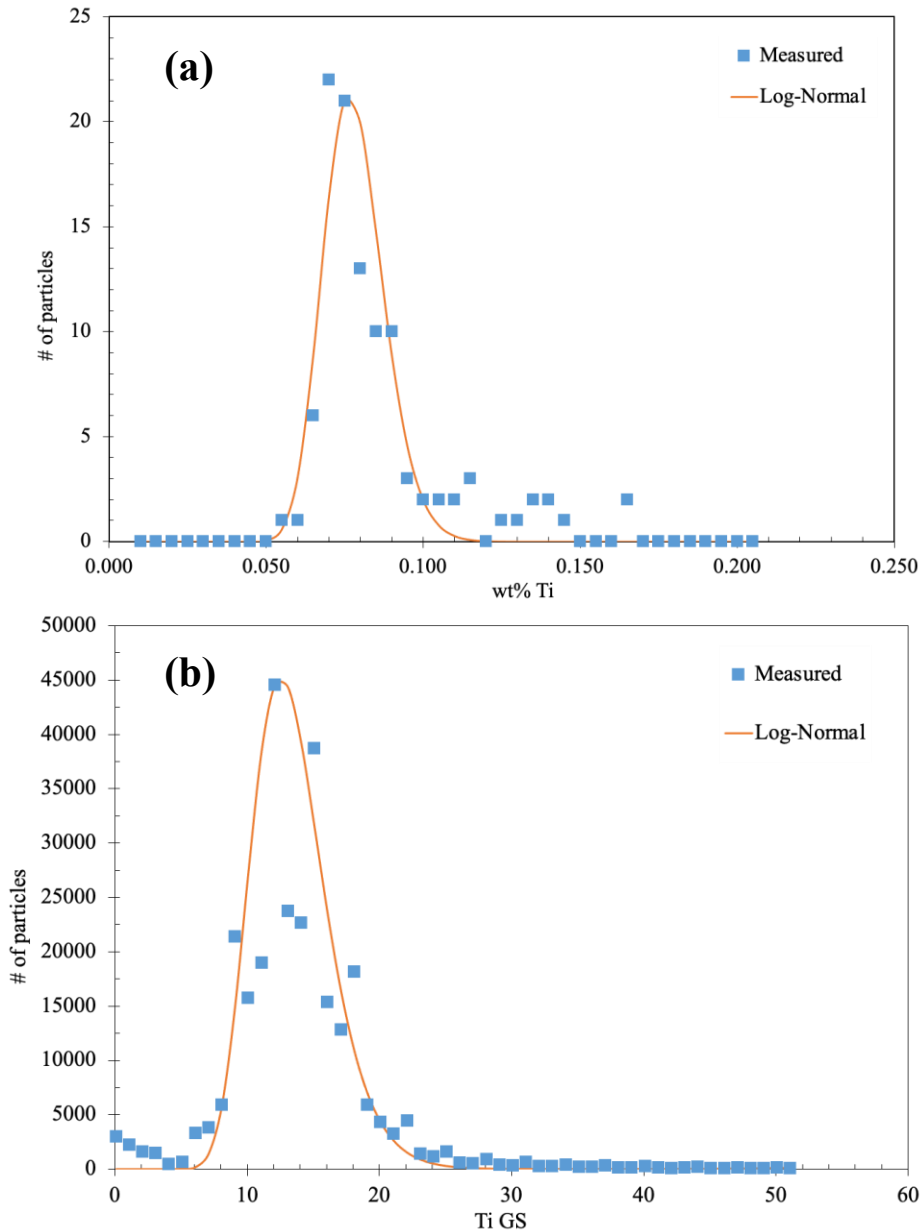 25
(a)
Measured
20
Log-Normal
15
# of particles
10
5
0
0.000 0.050 0.100 0.150 0.200 0.250
wt% Ti
50000
45000
(b)
Measured
40000
Log-Normal
35000
30000
25000
# of particles
20000
15000
10000
5000
0
0 10 20 30 40 50 60
Ti GS